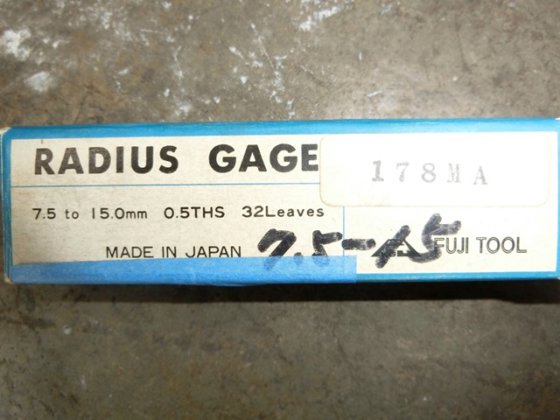 RADIUS GAGE
178MA
7.5 to 15.0mm 0.5THS 32Leaves
MADE IN JAPAN
7.5-15
FUJI TOOL